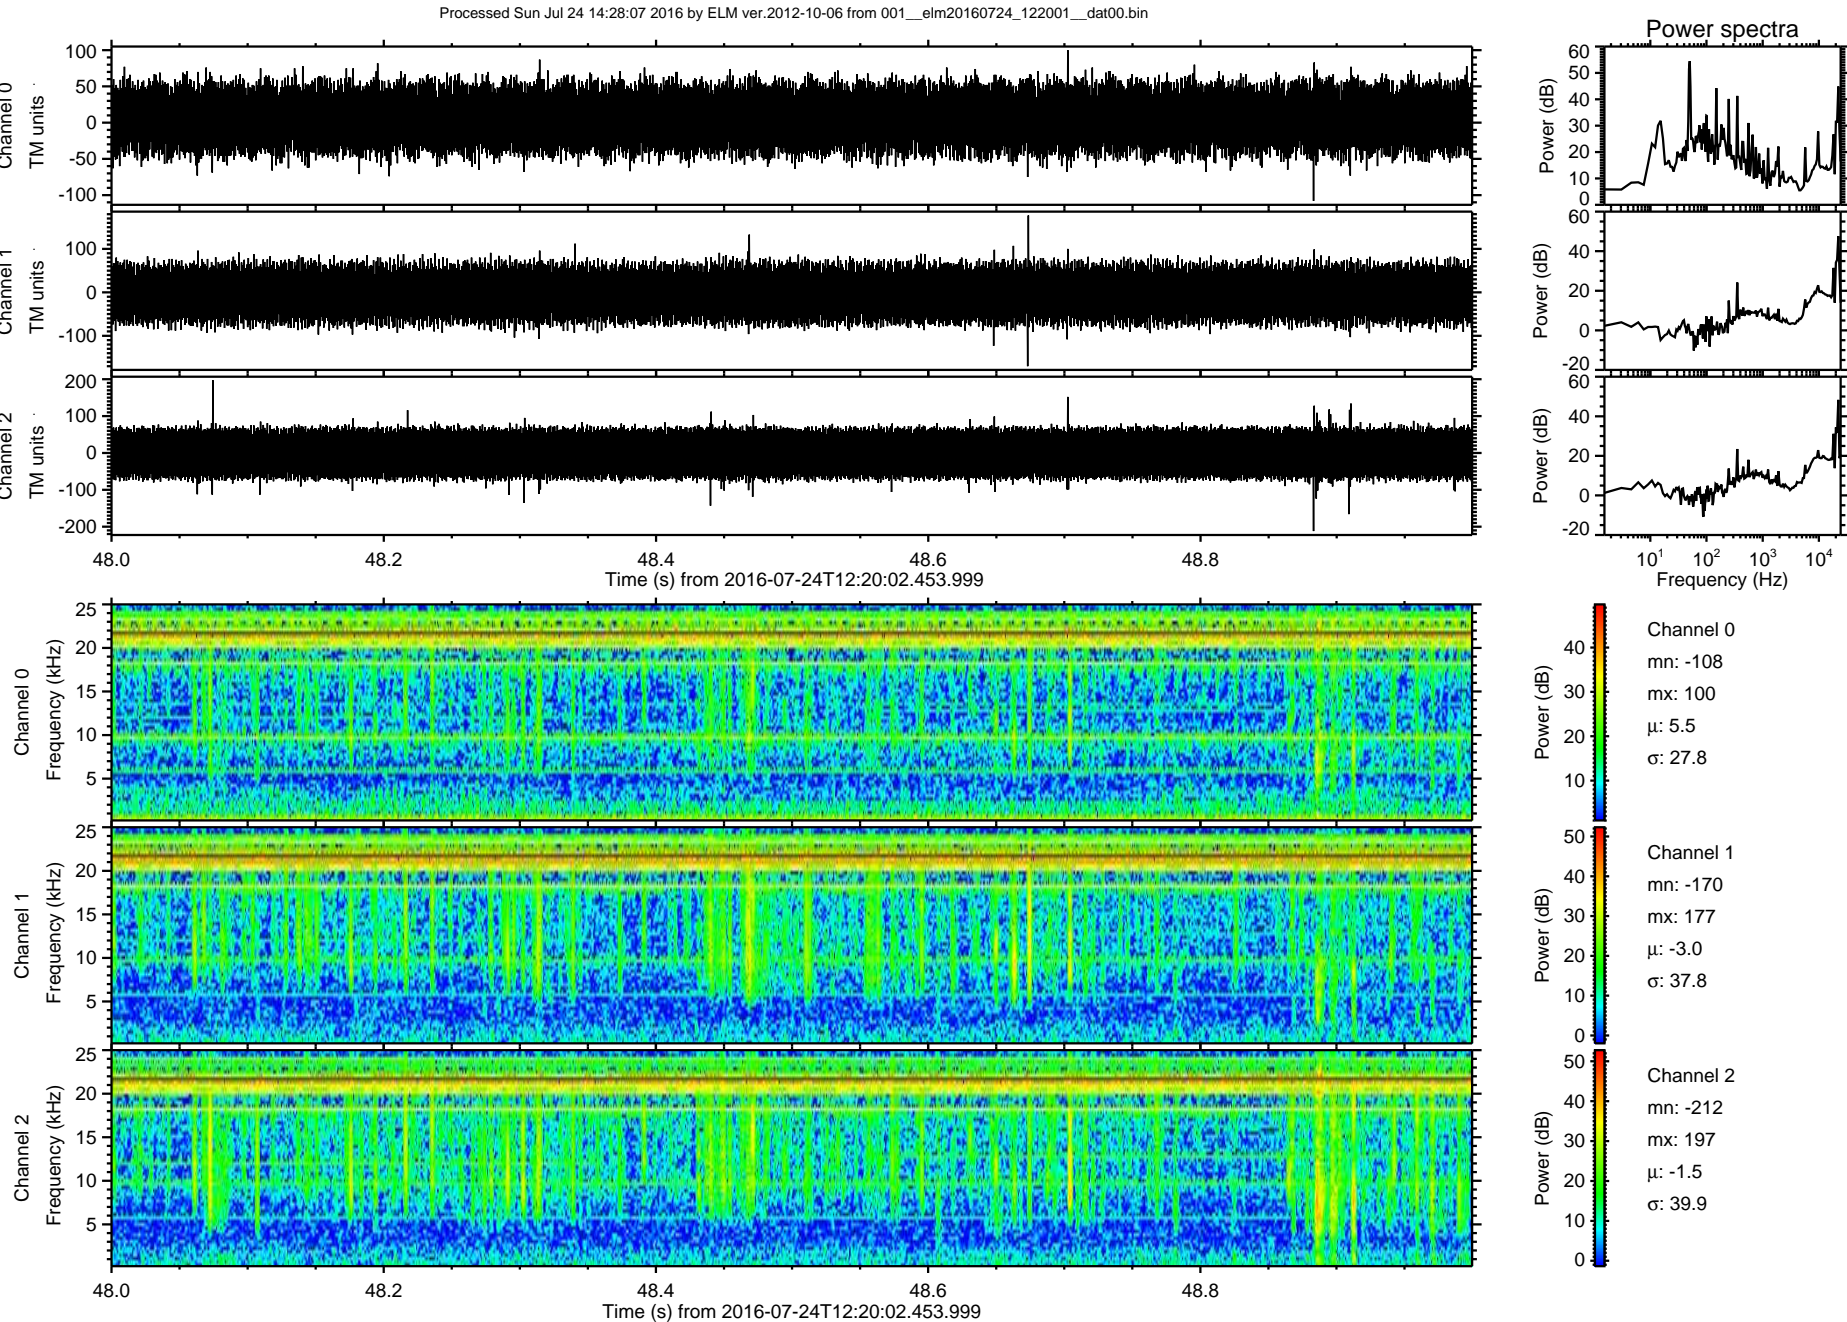 Processed Sun Jul 24 14:28:07 2016 by ELM ver.2012-10-06 from 001__elm20160724_122001__dat00.bin
Power spectra
Channel 0
TM units
100
50
0
-50
-100
Power (dB)
60
50
40
30
20
10
0
Channel 1
TM units
100
0
-100
Power (dB)
60
40
20
0
-20
Channel 2
TM units
200
100
0
-100
-200
Power (dB)
60
40
20
0
-20
48.0 48.2 48.4 48.6 48.8
Time (s) from 2016-07-24T12:20:02.453.999
10^1 10^2 10^3 10^4
Frequency (Hz)
Channel 0
Frequency (kHz)
25
20
15
10
5
Power (dB)
40
30
20
10
Channel 0
mn: -108
mx: 100
μ: 5.5
σ: 27.8
Channel 1
Frequency (kHz)
25
20
15
10
5
Power (dB)
50
40
30
20
10
0
Channel 1
mn: -170
mx: 177
μ: -3.0
σ: 37.8
Channel 2
Frequency (kHz)
25
20
15
10
5
Power (dB)
50
40
30
20
10
0
Channel 2
mn: -212
mx: 197
μ: -1.5
σ: 39.9
48.0 48.2 48.4 48.6 48.8
Time (s) from 2016-07-24T12:20:02.453.999